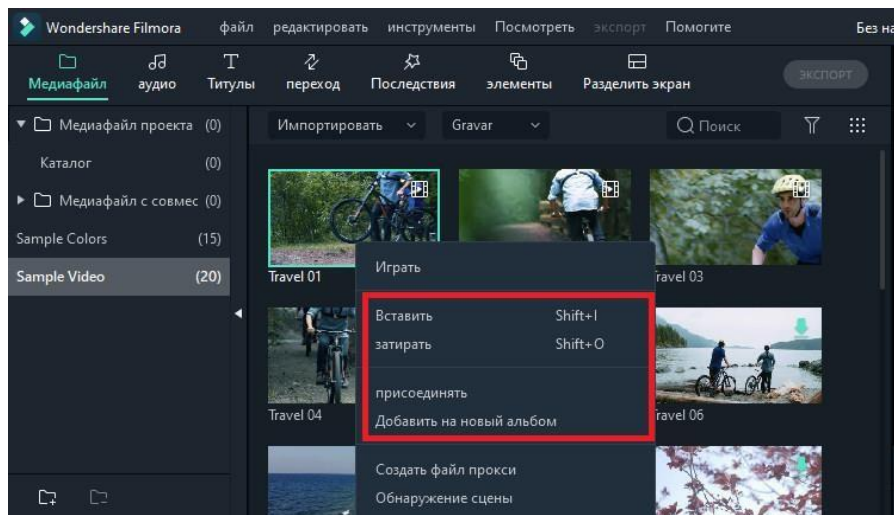 Wondershare Filmora файл редактировать инструменты Посмотреть экспорт Помогите Без на
Медиафайл аудио Титулы переход Последствия элементы Разделить экран ЭКСПОРТ
Медиафайл проекта (0) Импортировать Gravar Поиск
Каталог (0)
Медиафайл с совмес (0)
Sample Colors (15)
Sample Video (20)
Travel 01
ravel 03
Играть
Вставить Shift+I
затирать Shift+O
присоединять
Добавить на новый альбом
Travel 04
ravel 06
Создать файл прокси
Обнаружение сцены